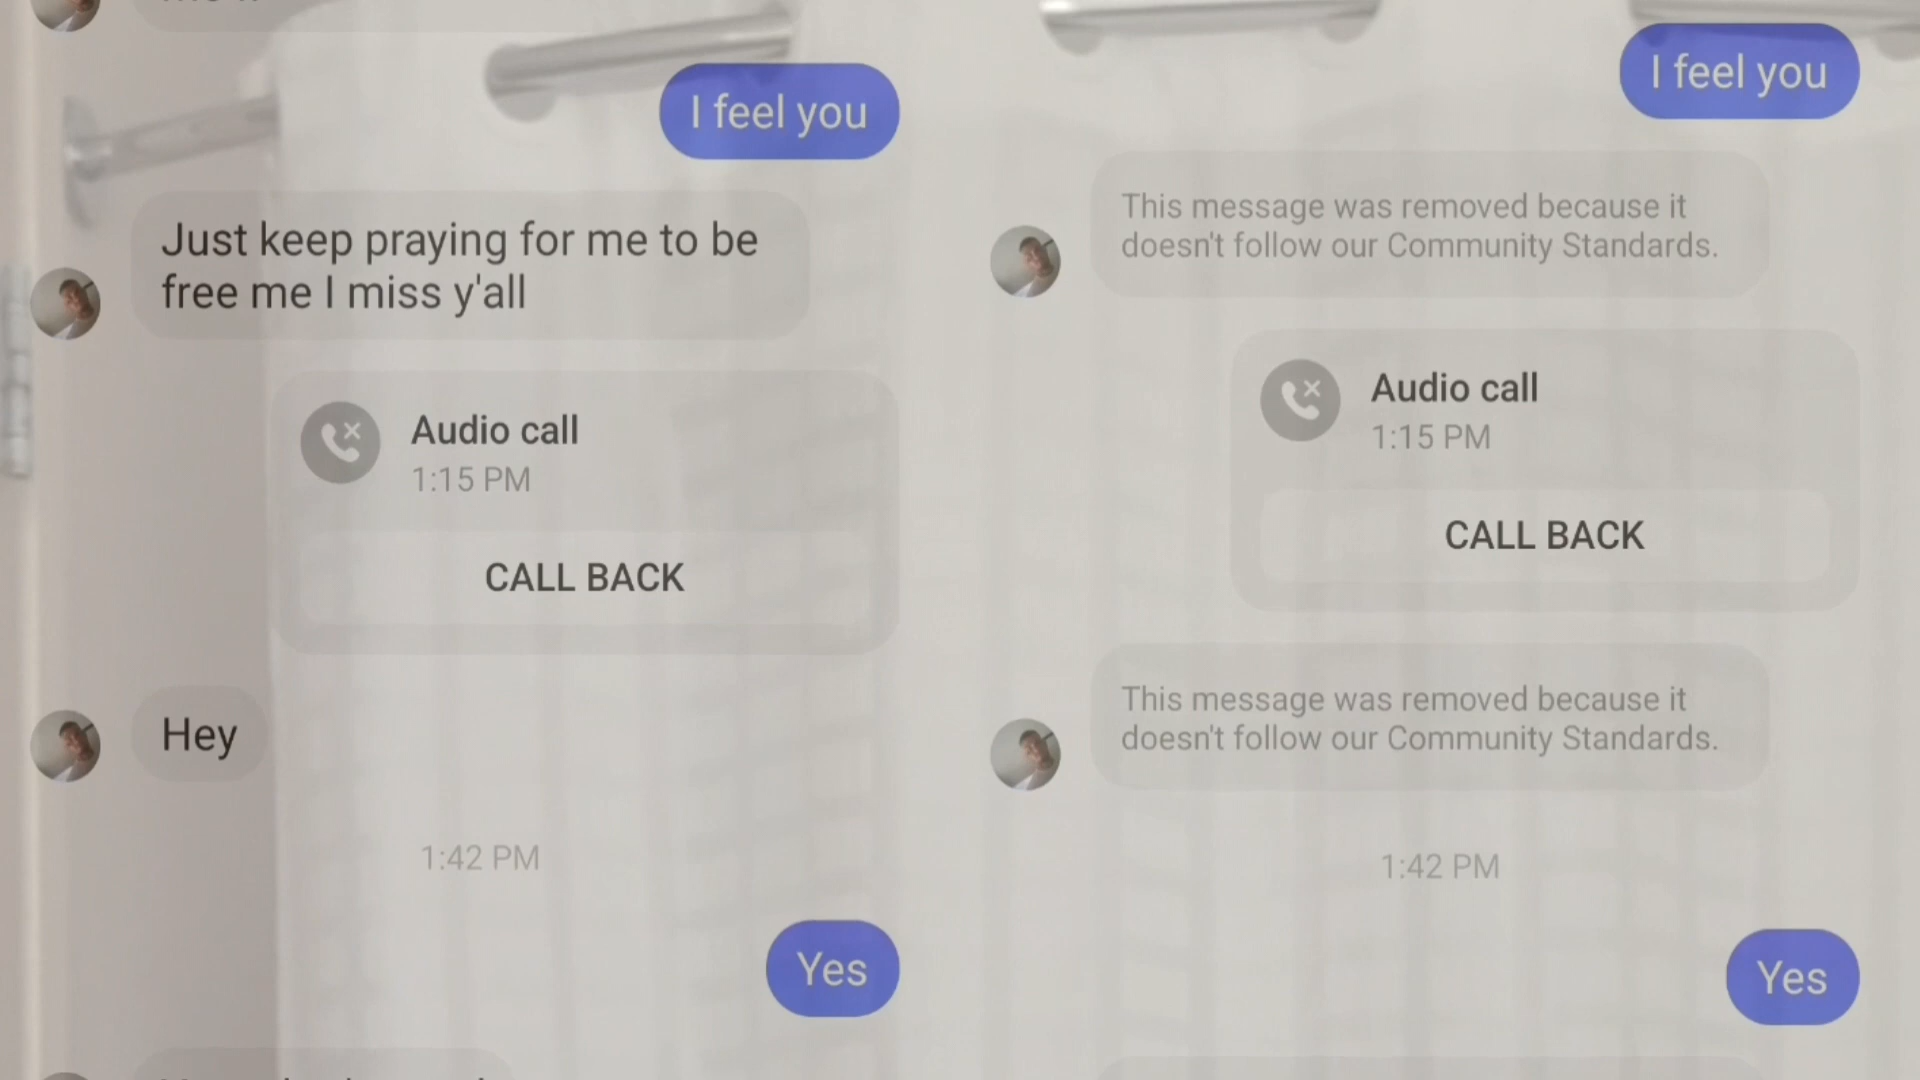 I feel you
Just keep praying for me to be
free me I miss y'all
Audio call
1:15 PM
CALL BACK
Hey
1:42 PM
Yes
I feel you
This message was removed because it
doesn't follow our Community Standards.
Audio call
1:15 PM
CALL BACK
This message was removed because it
doesn't follow our Community Standards.
1:42 PM
Yes